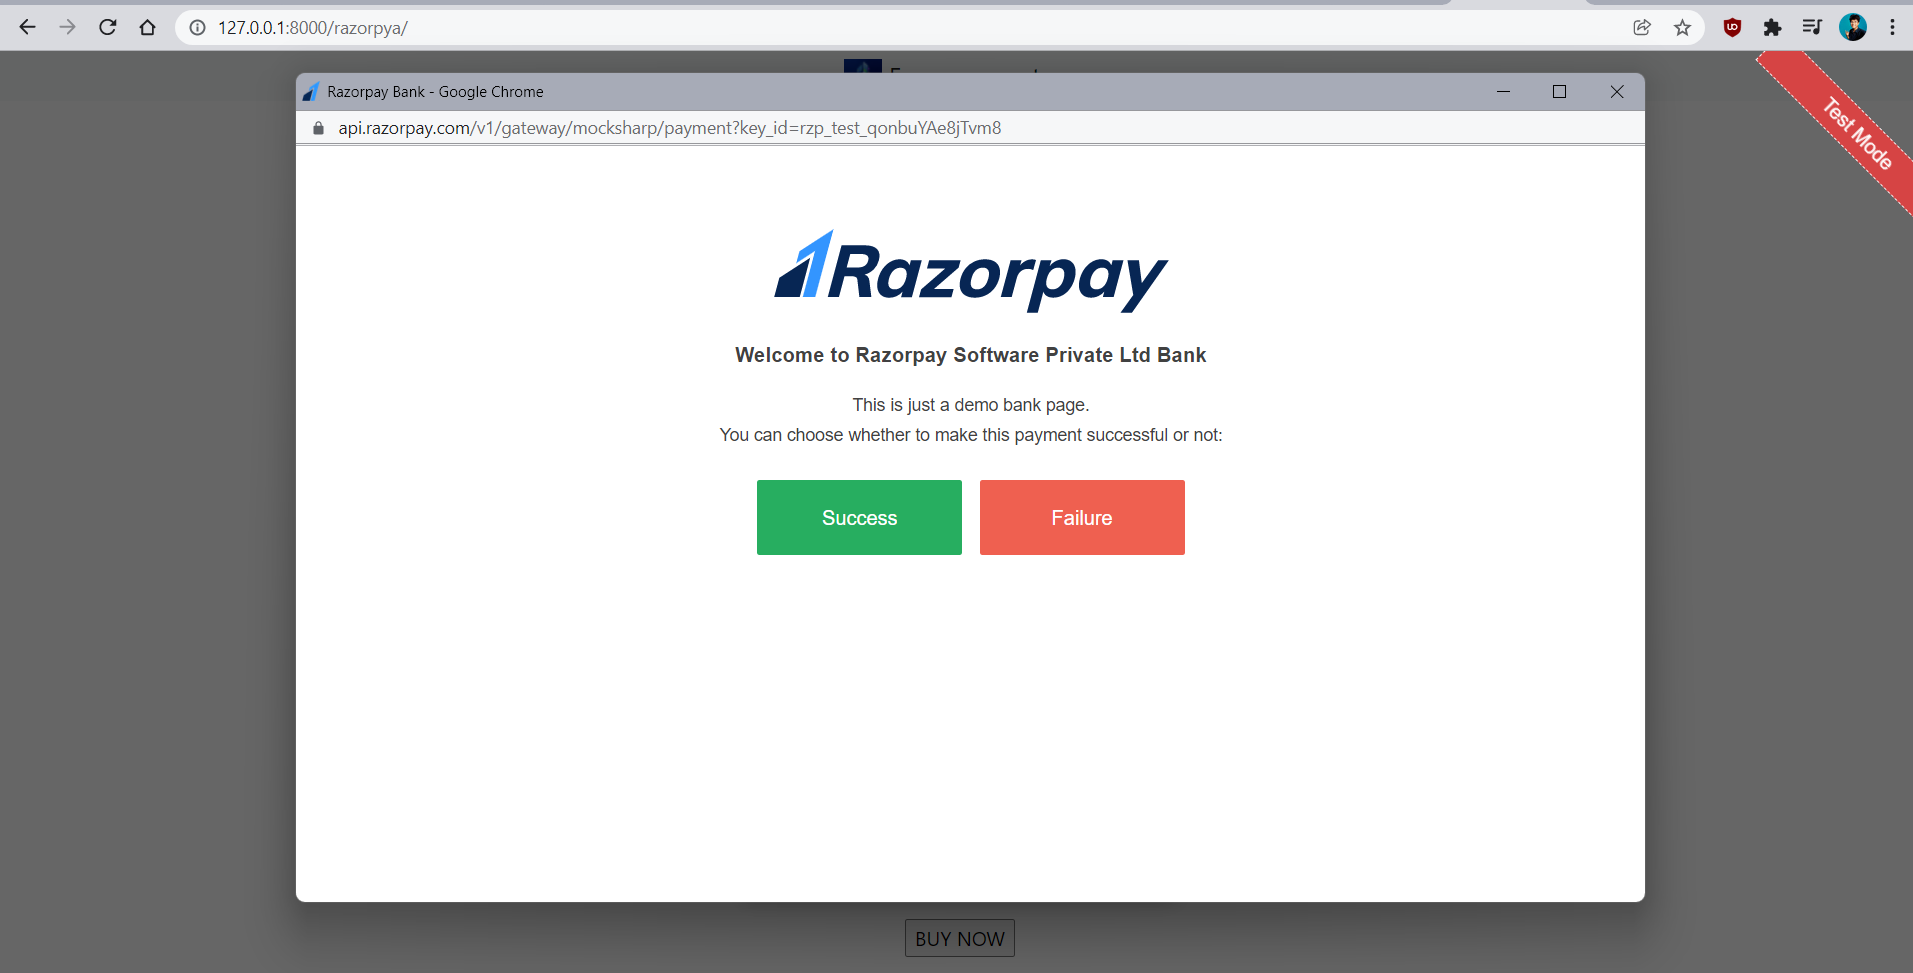 127.0.0.1:8000/razorpya/
Razorpay Bank - Google Chrome
api.razorpay.com/v1/gateway/mocksharp/payment?key_id=rzp_test_qonbuYAe8jTvm8
Test Mode
Razorpay
Welcome to Razorpay Software Private Ltd Bank
This is just a demo bank page.
You can choose whether to make this payment successful or not:
Success
Failure
BUY NOW